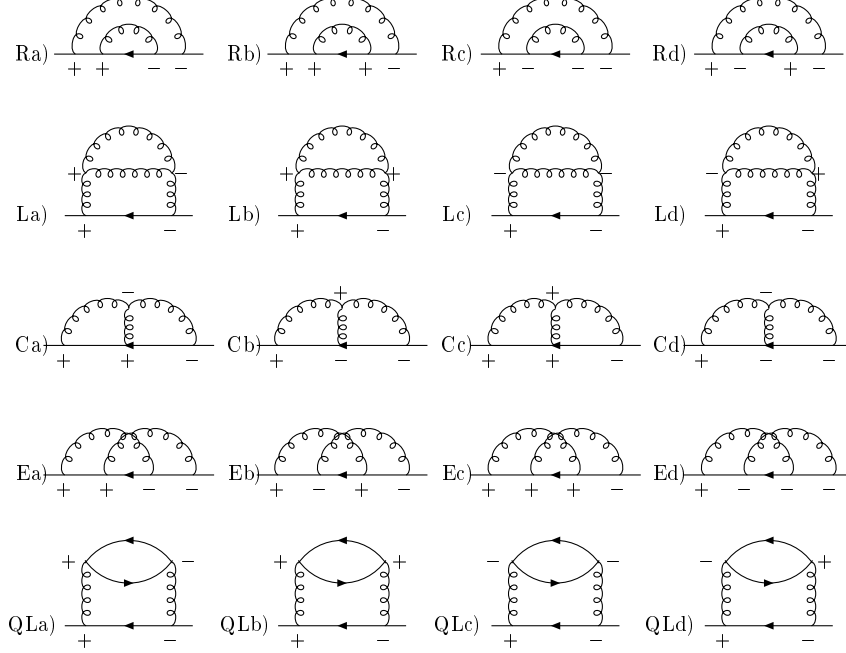 Ra) Rb) Rc) Rd)
+ + − − + + + − + − − − + − + −
+ − + + − − − +
La) Lb) Lc) Ld)
+ − + − + − + −
− + + −
Ca) Cb) Cc) Cd)
+ + − + − − + + − + − −
Ea) Eb) Ec) Ed)
+ + − − + − + − + + + − + − − −
+ − + + − − − +
QLa) QLb) QLc) QLd)
+ − + − + − + −